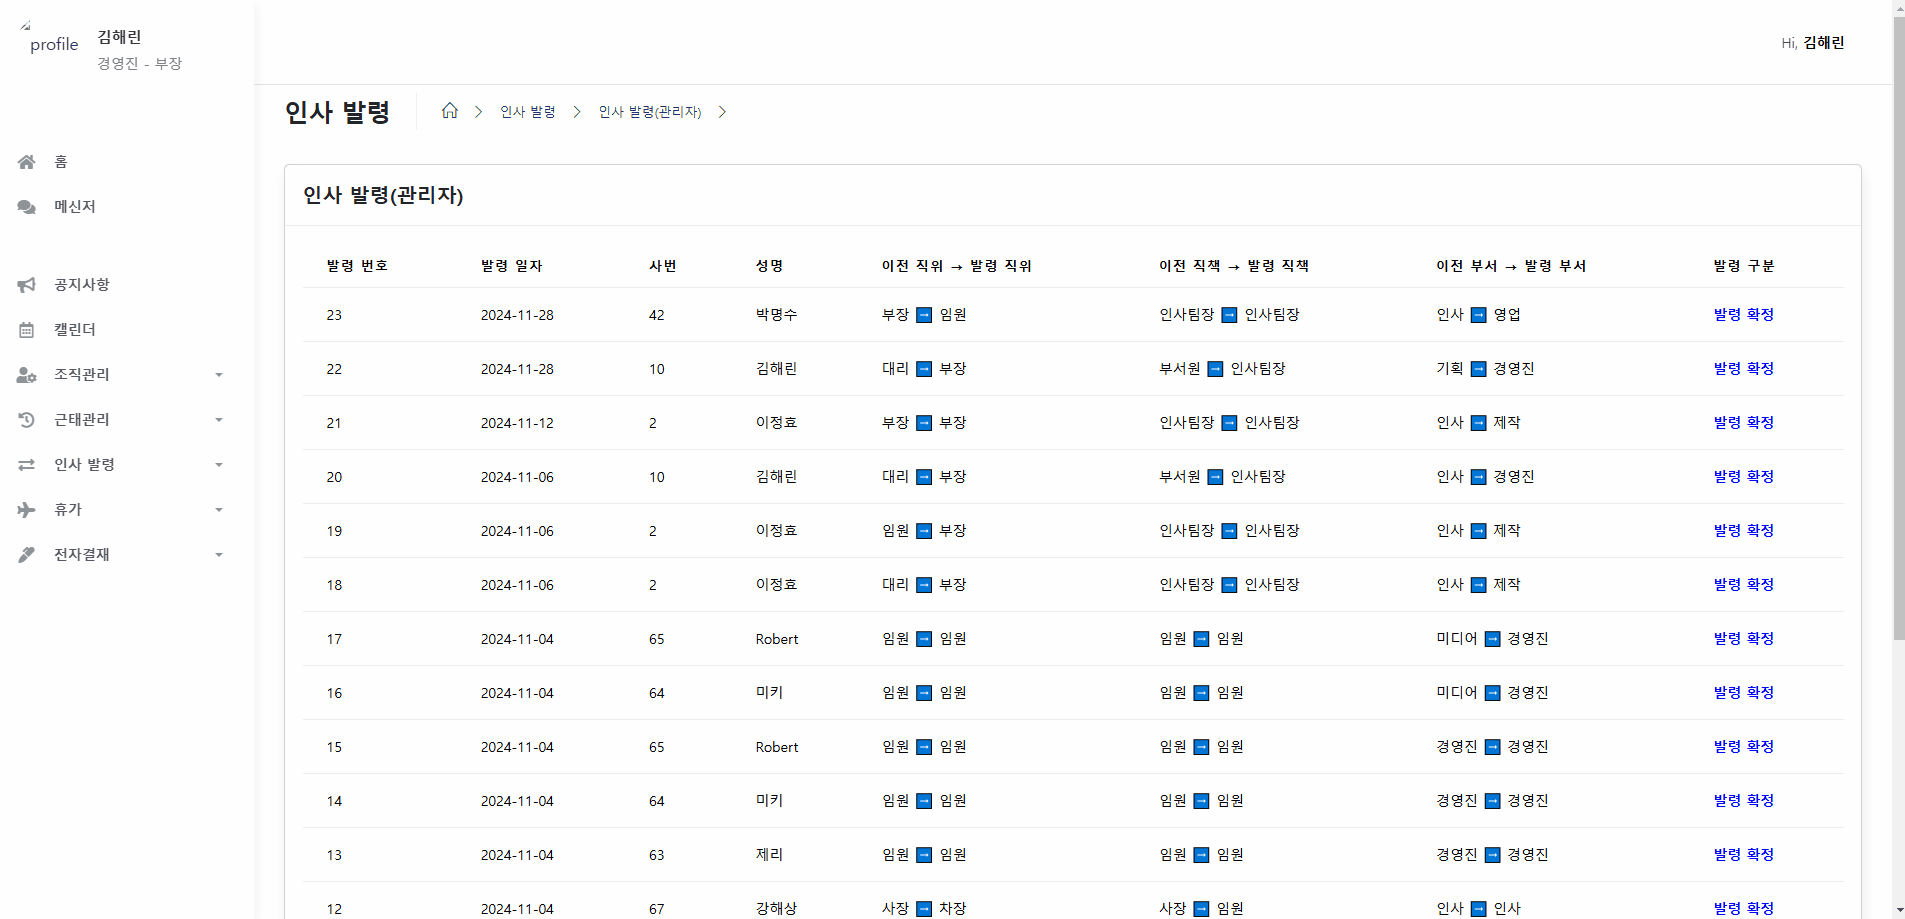 profile
김해린
경영진 - 부장
Hi, 김해린
홈
메신저
공지사항
캘린더
조직관리
근태관리
인사 발령
휴가
전자결재
인사 발령 인사 발령 인사 발령(관리자)
인사 발령(관리자)
발령 번호 발령 일자 사번 성명 이전 직위 → 발령 직위 이전 직책 → 발령 직책 이전 부서 → 발령 부서 발령 구분
23 2024-11-28 42 박명수 부장 ➡ 임원 인사팀장 ➡ 인사팀장 인사 ➡ 영업 발령 확정
22 2024-11-28 10 김해린 대리 ➡ 부장 부서원 ➡ 인사팀장 기획 ➡ 경영진 발령 확정
21 2024-11-12 2 이정효 부장 ➡ 부장 인사팀장 ➡ 인사팀장 인사 ➡ 제작 발령 확정
20 2024-11-06 10 김해린 대리 ➡ 부장 부서원 ➡ 인사팀장 인사 ➡ 경영진 발령 확정
19 2024-11-06 2 이정효 임원 ➡ 부장 인사팀장 ➡ 인사팀장 인사 ➡ 제작 발령 확정
18 2024-11-06 2 이정효 대리 ➡ 부장 인사팀장 ➡ 인사팀장 인사 ➡ 제작 발령 확정
17 2024-11-04 65 Robert 임원 ➡ 임원 임원 ➡ 임원 미디어 ➡ 경영진 발령 확정
16 2024-11-04 64 미키 임원 ➡ 임원 임원 ➡ 임원 미디어 ➡ 경영진 발령 확정
15 2024-11-04 65 Robert 임원 ➡ 임원 임원 ➡ 임원 경영진 ➡ 경영진 발령 확정
14 2024-11-04 64 미키 임원 ➡ 임원 임원 ➡ 임원 경영진 ➡ 경영진 발령 확정
13 2024-11-04 63 제리 임원 ➡ 임원 임원 ➡ 임원 경영진 ➡ 경영진 발령 확정
12 2024-11-04 67 강해상 사장 ➡ 차장 사장 ➡ 임원 인사 ➡ 인사 발령 확정